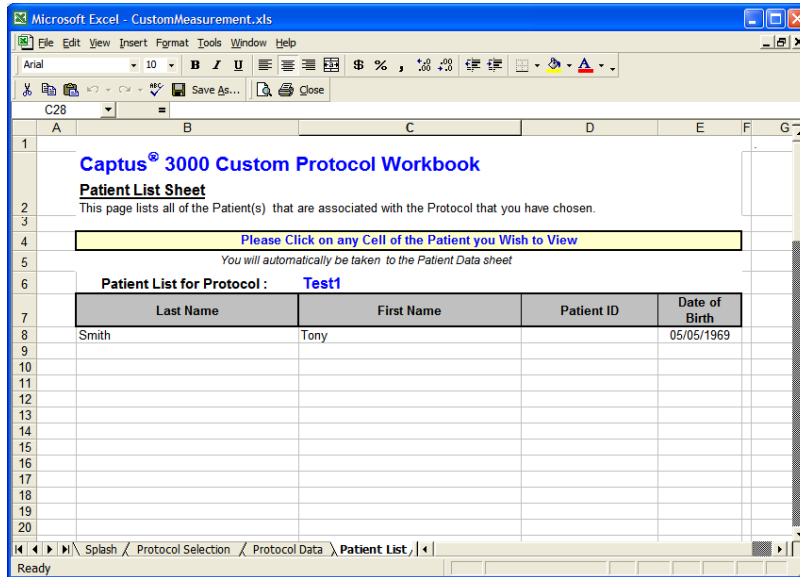 Microsoft Excel - CustomMeasurement.xls
File Edit View Insert Format Tools Window Help
Arial 10 B I U $ % ,
Save As... Close
C28 =
A B C D E F G
1
Captus® 3000 Custom Protocol Workbook
Patient List Sheet
2 This page lists all of the Patient(s) that are associated with the Protocol that you have chosen.
3
4 Please Click on any Cell of the Patient you Wish to View
5 You will automatically be taken to the Patient Data sheet
6 Patient List for Protocol : Test1
7 Last Name First Name Patient ID Date of Birth
8 Smith Tony 05/05/1969
9
10
11
12
13
14
15
16
17
18
19
20
Splash Protocol Selection Protocol Data Patient List
Ready